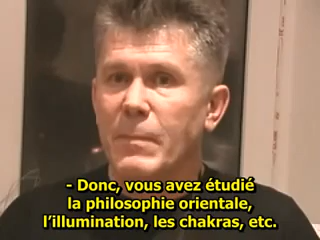 - Donc, vous avez étudié
la philosophie orientale,
l'illumination, les chakras, etc.